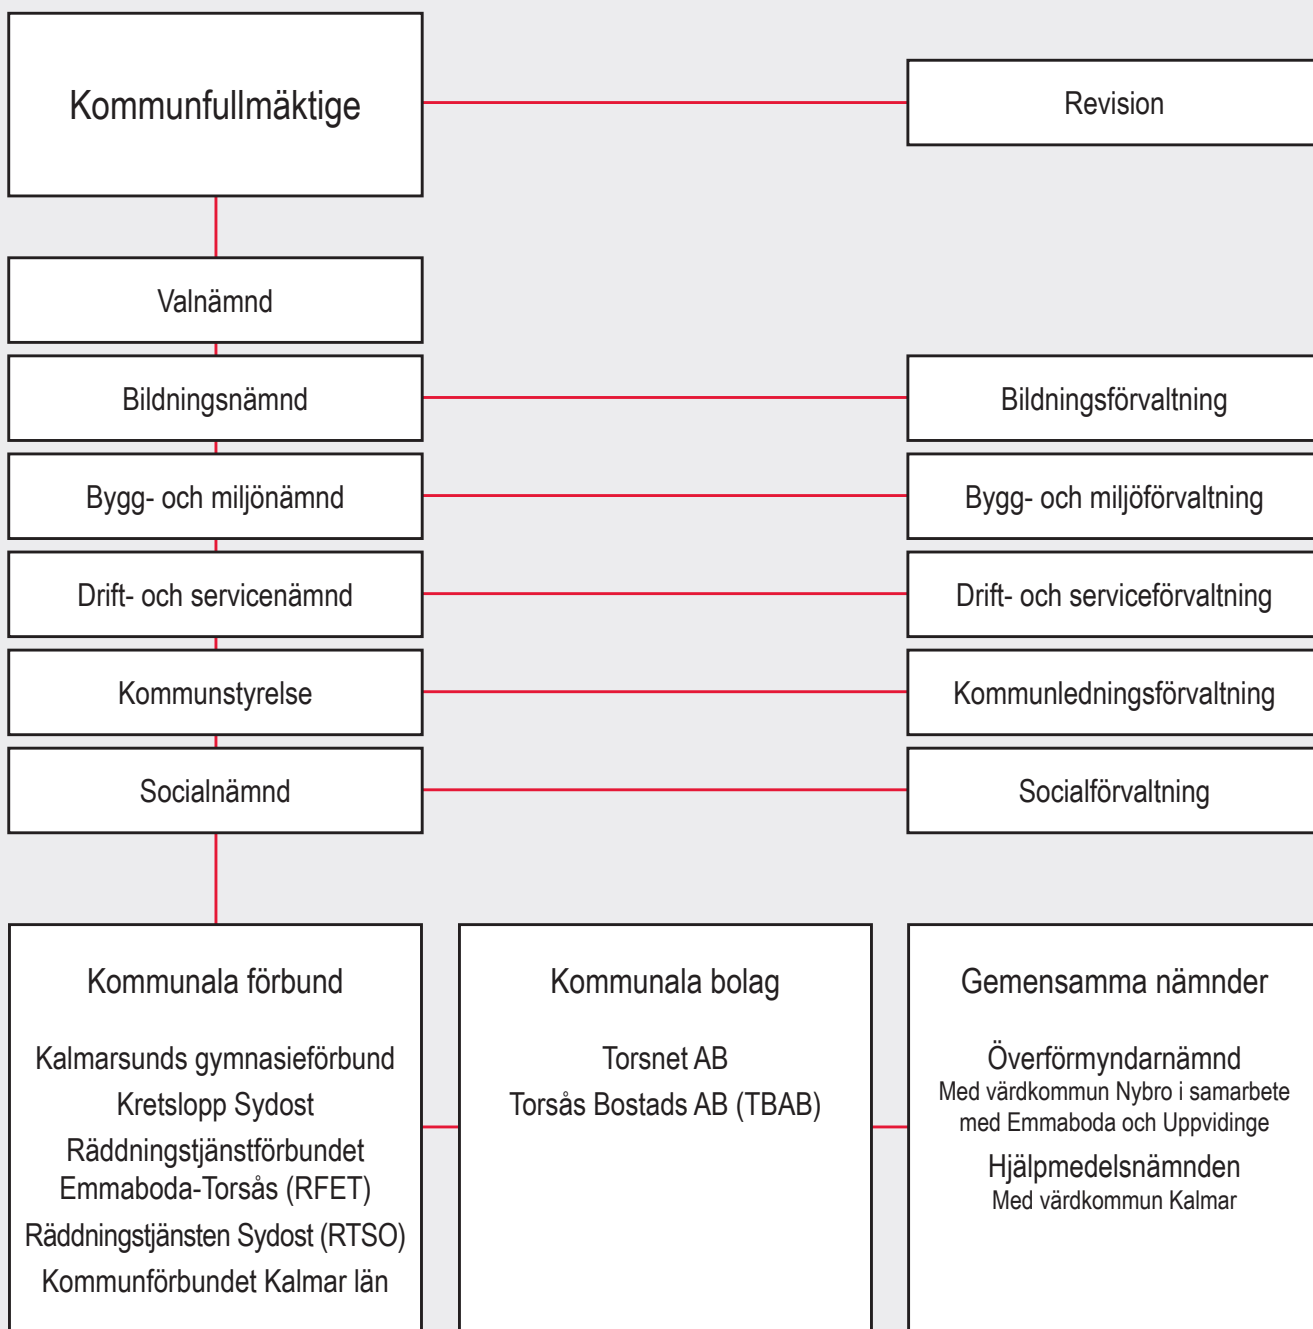 Kommunfullmäktige
Revision
Valnämnd
Bildningsnämnd
Bildningsförvaltning
Bygg- och miljönämnd
Bygg- och miljöförvaltning
Drift- och servicenämnd
Drift- och serviceförvaltning
Kommunstyrelse
Kommunledningsförvaltning
Socialnämnd
Socialförvaltning
Kommunala förbund
Kalmarsunds gymnasieförbund
Kretslopp Sydost
Räddningstjänstförbundet
Emmaboda-Torsås (RFET)
Räddningstjänsten Sydost (RTSO)
Kommunförbundet Kalmar län
Kommunala bolag
Torsnet AB
Torsås Bostads AB (TBAB)
Gemensamma nämnder
Överförmyndarnämnd
Med värdkommun Nybro i samarbete
med Emmaboda och Uppvidinge
Hjälpmedelsnämnden
Med värdkommun Kalmar